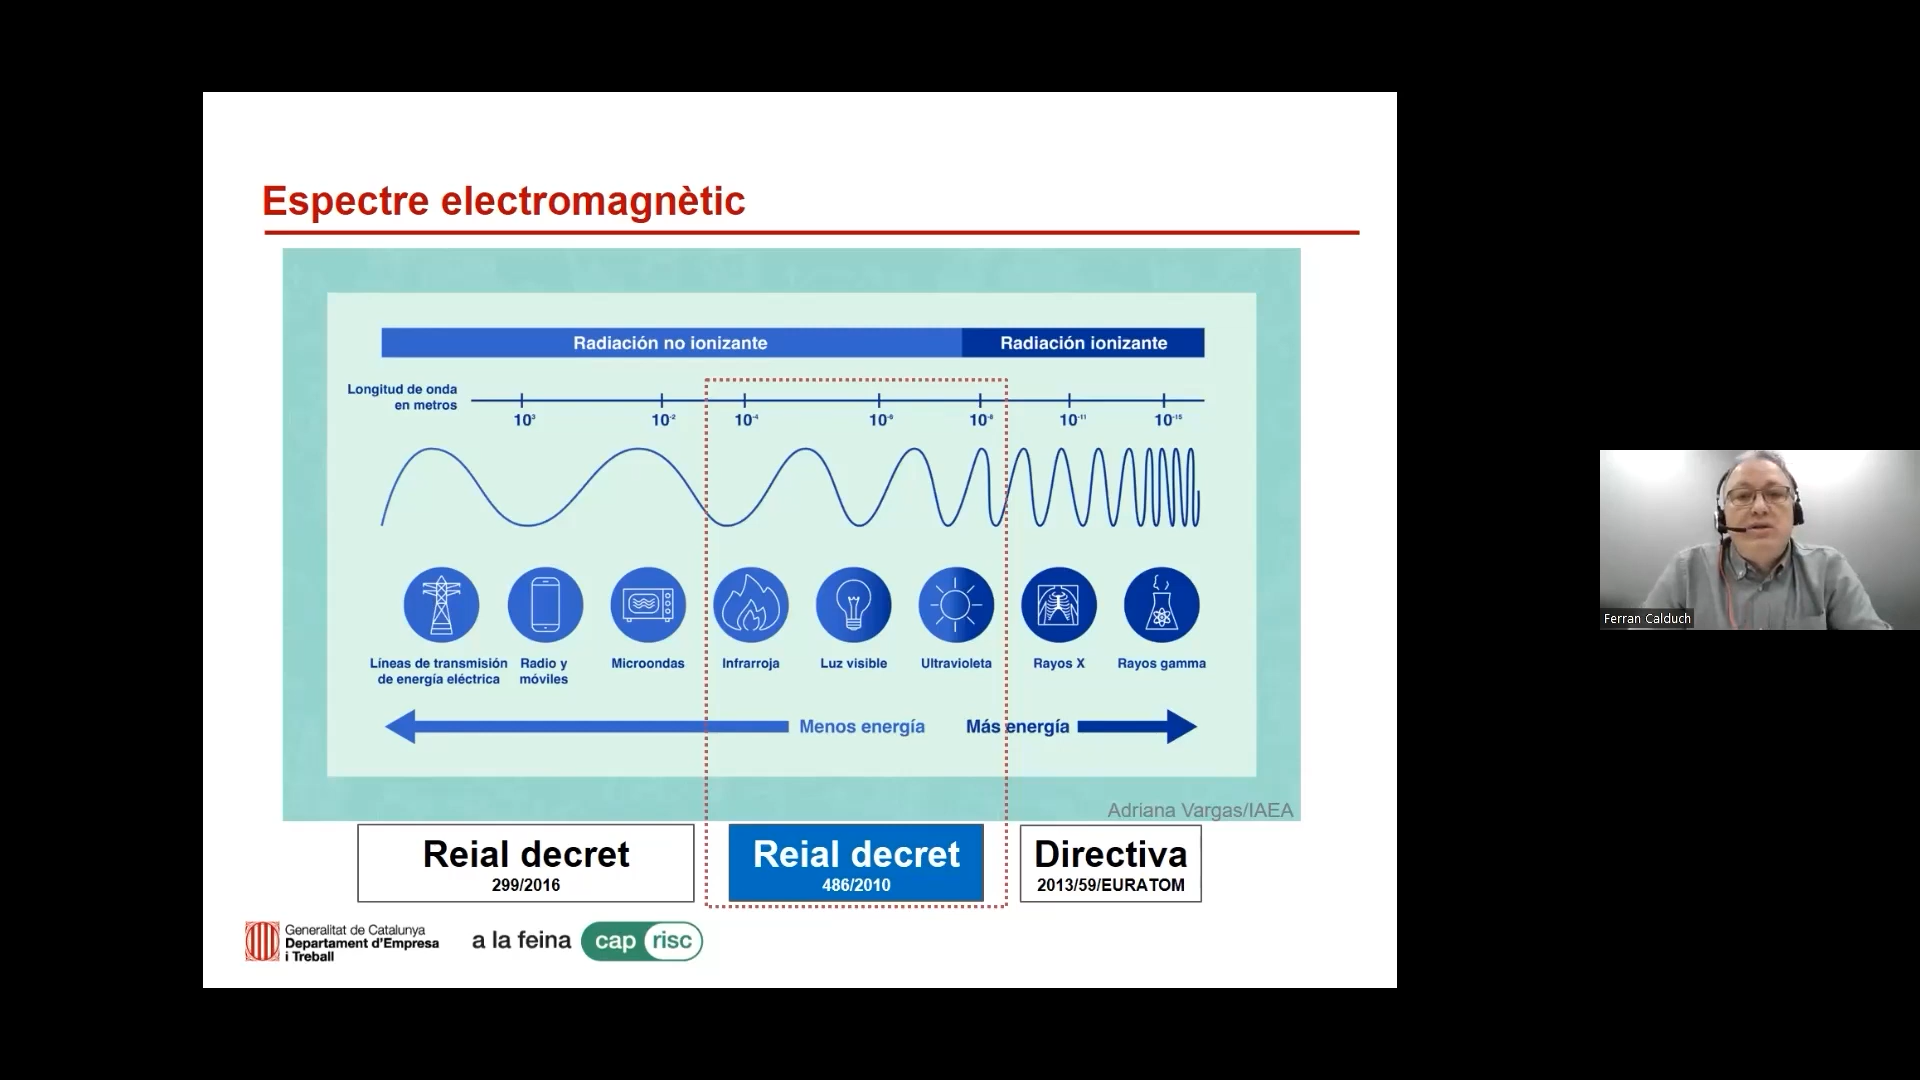 Espectre electromagnètic
Radiación no ionizante
Radiación ionizante
Longitud de onda
en metros
10³
10⁻²
10⁻⁴
10⁻⁶
10⁻⁸
10⁻¹¹
10⁻¹⁵
Líneas de transmisión
de energía eléctrica
Radio y
móviles
Microondas
Infrarroja
Luz visible
Ultravioleta
Rayos X
Rayos gamma
Menos energía
Más energía
Adriana Vargas/IAEA
Reial decret
299/2016
Reial decret
486/2010
Directiva
2013/59/EURATOM
Generalitat de Catalunya
Departament d'Empresa
i Treball
a la feina cap risc
Ferran Calduch